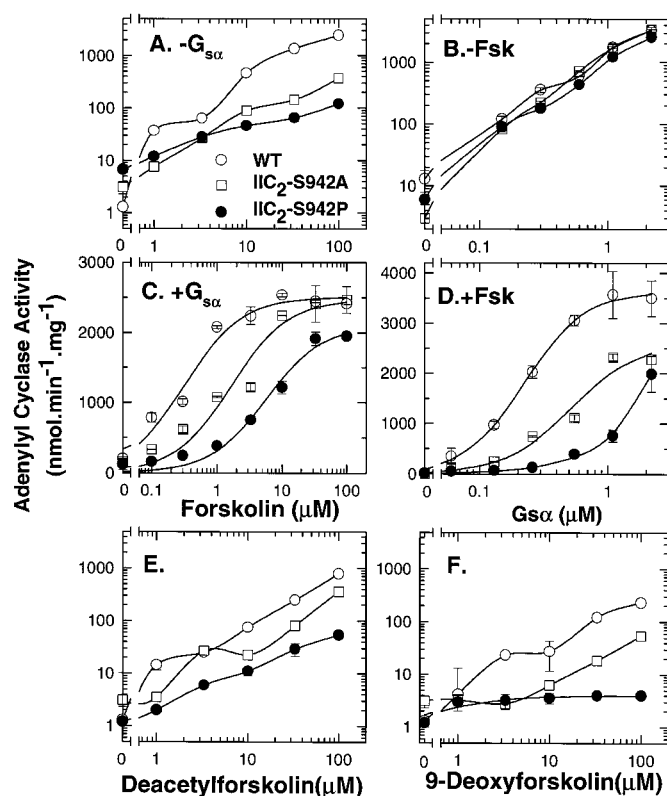 A. -Gsα
B.-Fsk
1000
100
10
1
1000
100
10
○ WT
□ IIC2-S942A
● IIC2-S942P
0 1 10 100
0 0.1 1
C. +Gsα
D.+Fsk
3000
2500
2000
1500
1000
500
0
4000
3000
2000
1000
0
Adenylyl Cyclase Activity
(nmol.min-1.mg-1)
0 0.1 1 10 100
0 0.1 1
Forskolin (μM)
Gsα (μM)
E.
F.
1000
100
10
1
1000
100
10
1
0 1 10 100
0 1 10 100
Deacetylforskolin(μM)
9-Deoxyforskolin(μM)